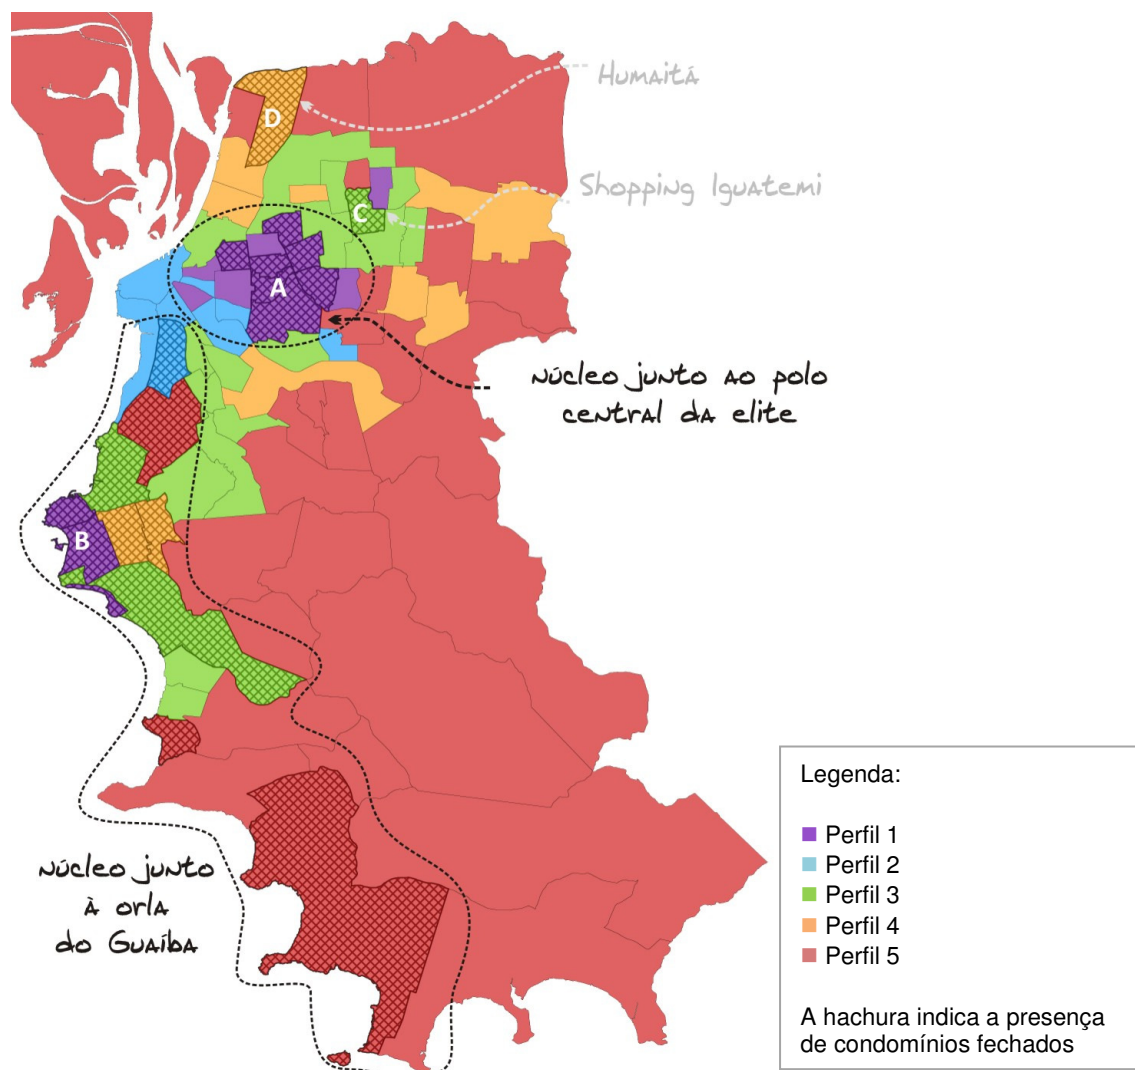 Humaitá
Shopping Iguatemi
D
C
A
Núcleo junto ao polo
central da elite
B
Núcleo junto
à orla
do Guaíba
Legenda:
Perfil 1
Perfil 2
Perfil 3
Perfil 4
Perfil 5
A hachura indica a presença
de condomínios fechados